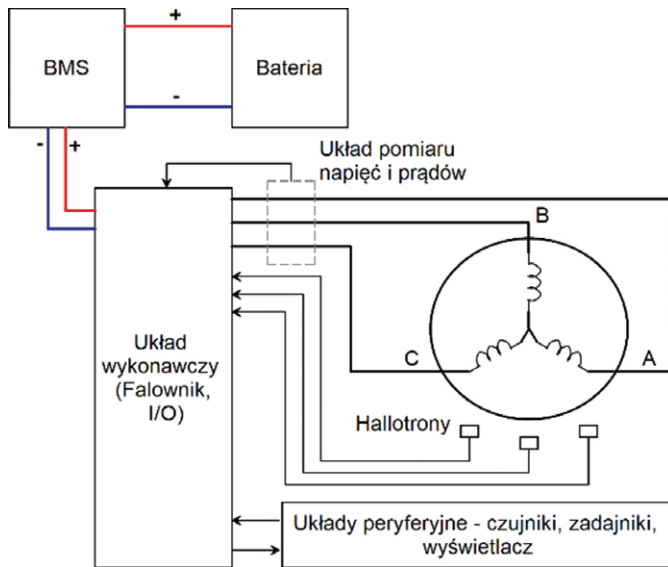 BMS
+
-
Bateria
-
+
Układ pomiaru
napięć i prądów
B
C
A
Układ
wykonawczy
(Falownik,
I/O)
Hallotrony
Układy peryferyjne - czujniki, zadajniki,
wyświetlacz